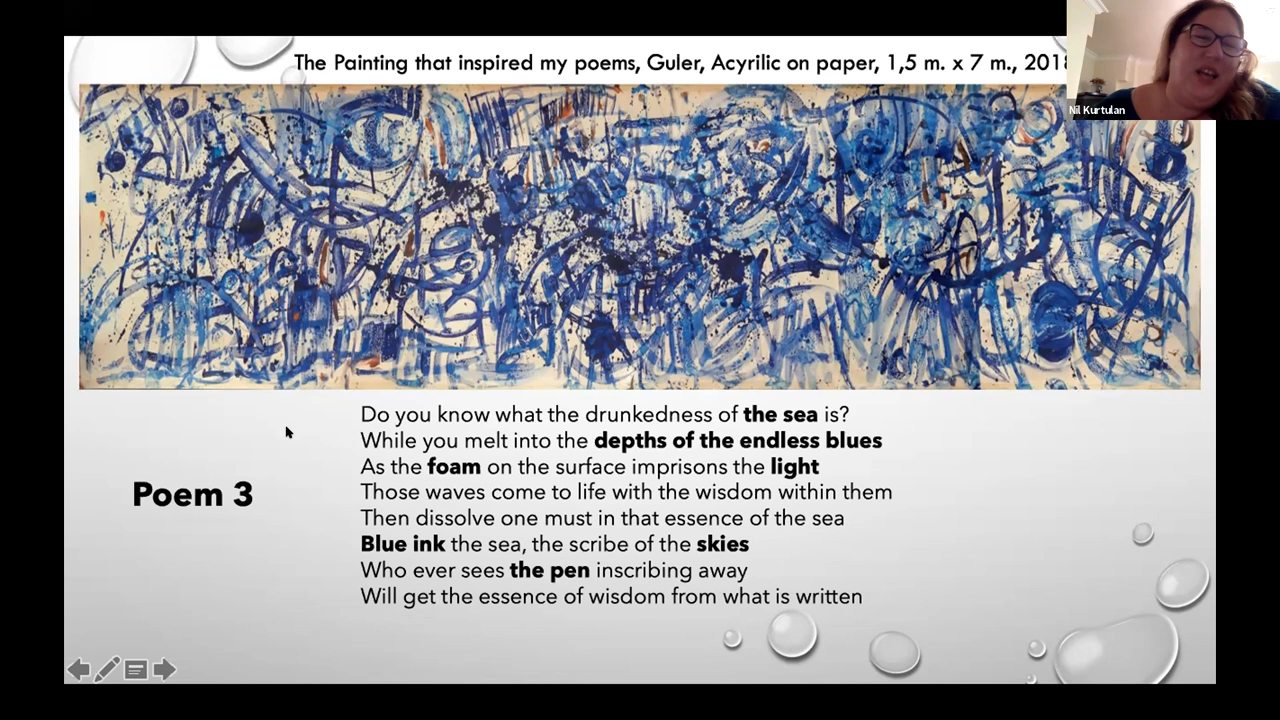 The Painting that inspired my poems, Guler, Acyrilic on paper, 1,5 m. x 7 m.,
Nil Kurtulan
Do you know what the drunkedness of the sea is?
While you melt into the depths of the endless blues
As the foam on the surface imprisons the light
Those waves come to life with the wisdom within them
Then dissolve one must in that essence of the sea
Poem 3
Blue ink the sea, the scribe of the skies
Who ever sees the pen inscribing away
Will get the essence of wisdom from what is written